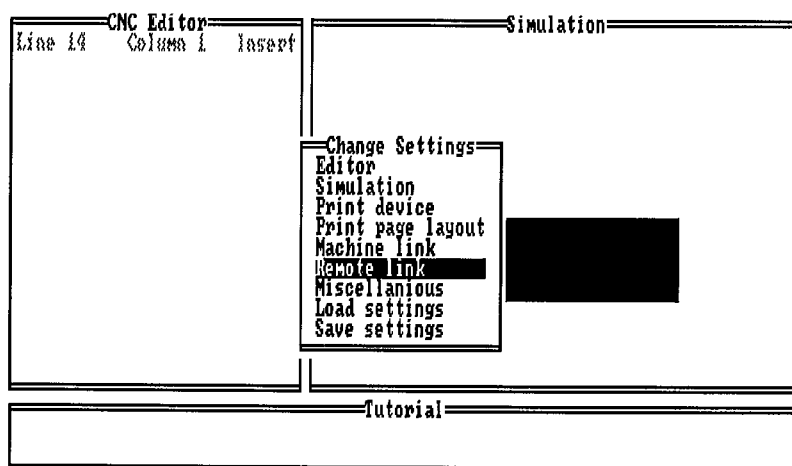 CNC Editor
Simulation
Line 14 Column 1 Insert
Change Settings
Editor
Simulation
Print device
Print page layout
Machine link
Remote link
Miscellanious
Load settings
Save settings
Tutorial